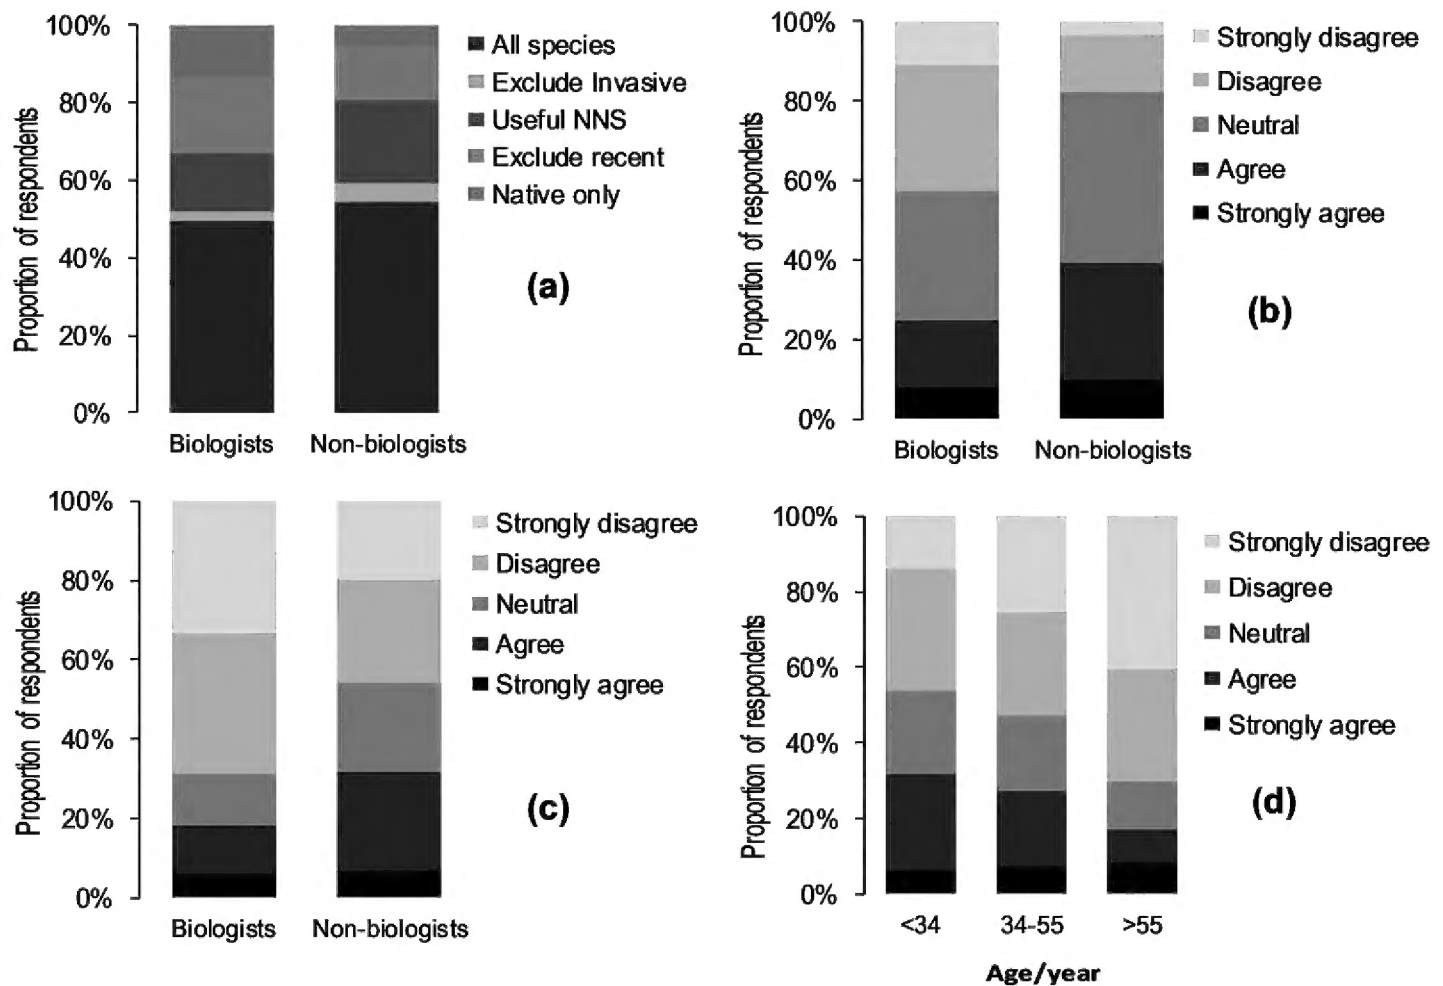 100%
80%
60%
40%
20%
0%
Proportion of respondents
Biologists
Non-biologists
All species
Exclude Invasive
Useful NNS
Exclude recent
Native only
(a)
100%
80%
60%
40%
20%
0%
Proportion of respondents
Biologists
Non-biologists
Strongly disagree
Disagree
Neutral
Agree
Strongly agree
(b)
100%
80%
60%
40%
20%
0%
Proportion of respondents
Biologists
Non-biologists
Strongly disagree
Disagree
Neutral
Agree
Strongly agree
(c)
100%
80%
60%
40%
20%
0%
Proportion of respondents
<34
34-55
>55
Age/year
Strongly disagree
Disagree
Neutral
Agree
Strongly agree
(d)